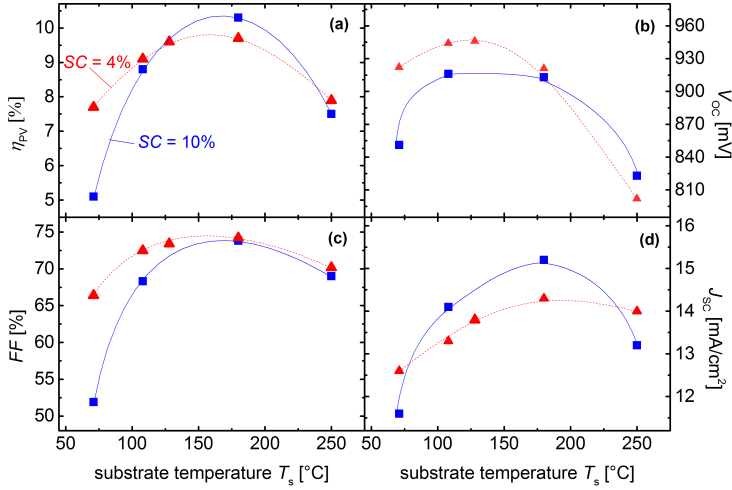 10
9
8
7
6
5
η_PV [%]
SC = 4%
SC = 10%
(a)
(b)
960
930
900
870
840
810
V_OC [mV]
75
70
65
60
55
50
FF [%]
(c)
(d)
16
15
14
13
12
J_SC [mA/cm²]
50 100 150 200 250
50 100 150 200 250 300
substrate temperature T_s [°C]
substrate temperature T_s [°C]